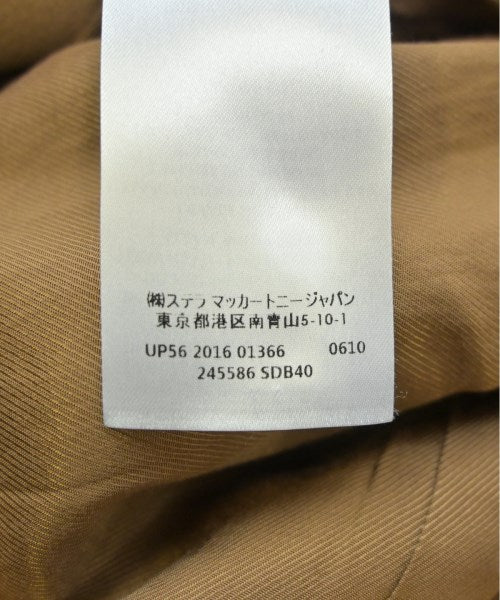 ㈱ステラ マッカートニージャパン
東京都港区南青山5-10-1
UP56 2016 01366 0610
245586 SDB40